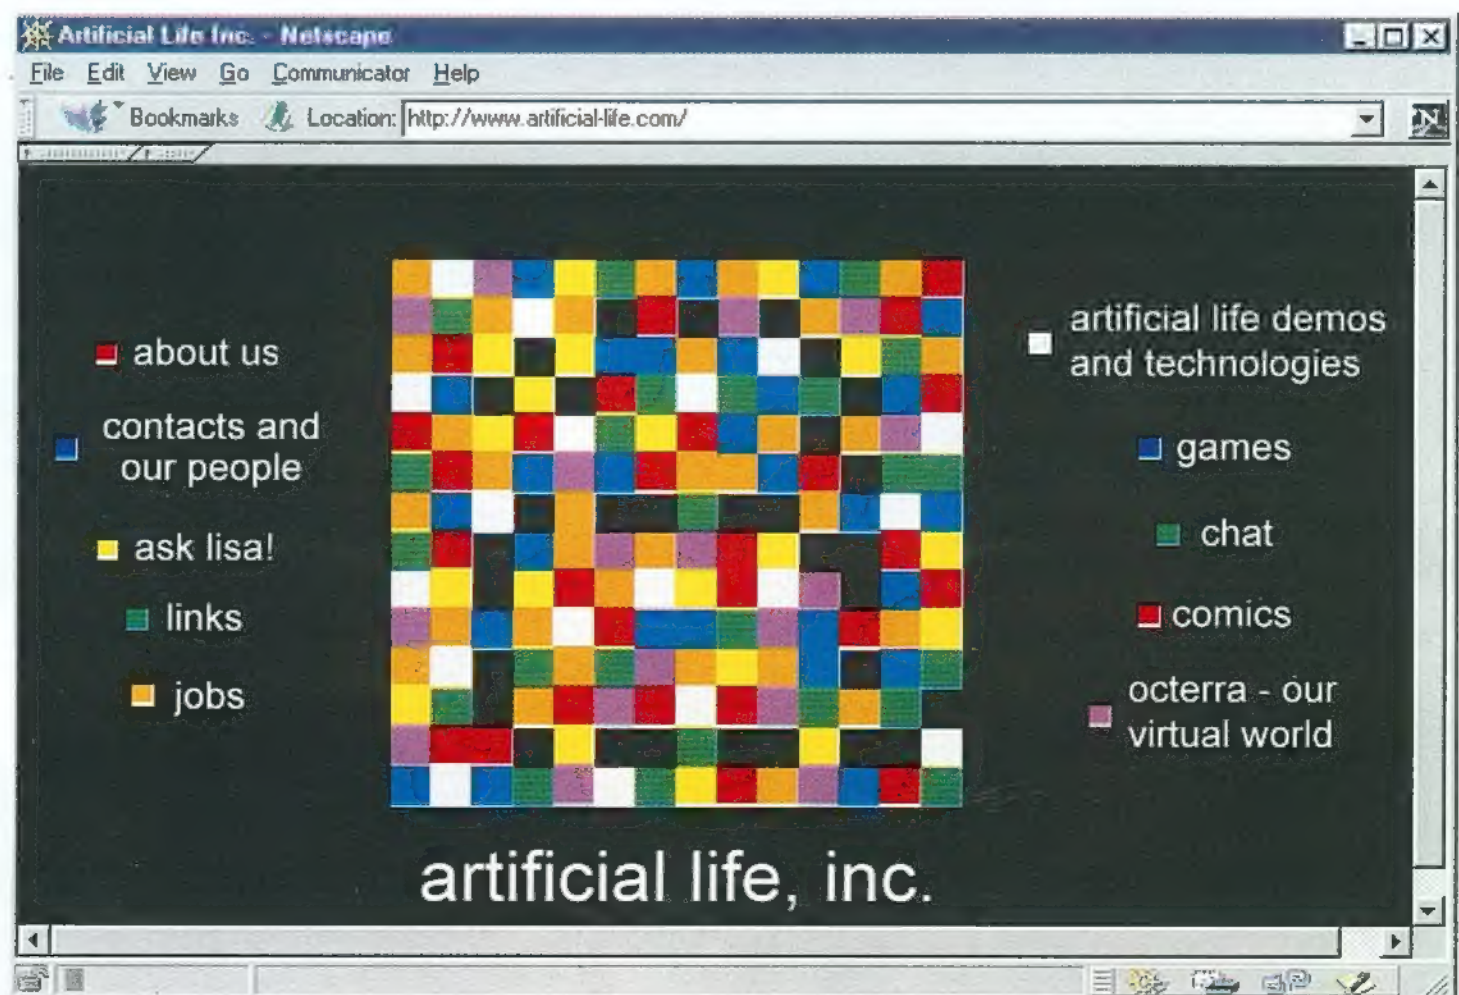 Artificial Life Inc. - Netscape
File Edit View Go Communicator Help
Bookmarks Location: http://www.artificial-life.com/
N
about us
contacts and
our people
ask lisa!
links
jobs
artificial life demos
and technologies
games
chat
comics
octerra - our
virtual world
artificial life, inc.